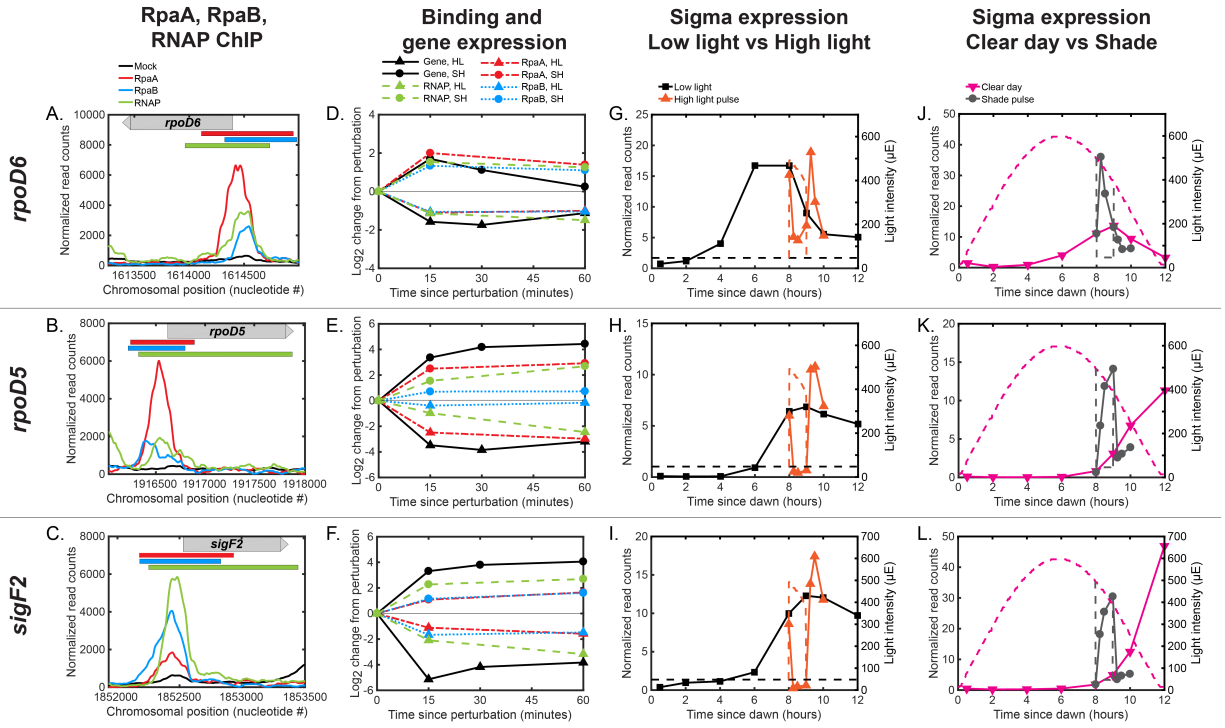 RpaA, RpaB,
RNAP ChIP
Binding and
gene expression
Sigma expression
Low light vs High light
Sigma expression
Clear day vs Shade
Mock
RpaA
RpaB
RNAP
Gene, HL
Gene, SH
RNAP, HL
RNAP, SH
RpaA, HL
RpaA, SH
RpaB, HL
RpaB, SH
Low light
High light pulse
Clear day
Shade pulse
rpoD6
A.
Normalized read counts
10000
8000
6000
4000
2000
0
rpoD6
1613500 1614000 1614500
Chromosomal position (nucleotide #)
D.
Log2 change from perturbation
4
2
0
-2
-4
0 15 30 45 60
Time since perturbation (minutes)
G.
Normalized read counts
25
20
15
10
5
0
0 2 4 6 8 10 12
Time since dawn (hours)
600
500
400
300
200
100
0
Light intensity (µE)
J.
Normalized read counts
50
40
30
20
10
0
0 2 4 6 8 10 12
Time since dawn (hours)
600
500
400
300
200
100
0
Light intensity (µE)
rpoD5
B.
Normalized read counts
8000
6000
4000
2000
0
rpoD5
1916500 1917000 1917500 1918000
Chromosomal position (nucleotide #)
E.
Log2 change from perturbation
6
4
2
0
-2
-4
-6
0 15 30 45 60
Time since perturbation (minutes)
H.
Normalized read counts
15
10
5
0
0 2 4 6 8 10 12
Time since dawn (hours)
600
500
400
300
200
100
0
Light intensity (µE)
K.
Normalized read counts
20
15
10
5
0
0 2 4 6 8 10 12
Time since dawn (hours)
600
500
400
300
200
100
0
Light intensity (µE)
sigF2
C.
Normalized read counts
8000
6000
4000
2000
0
sigF2
1852000 1852500 1853000 1853500
Chromosomal position (nucleotide #)
F.
Log2 change from perturbation
6
4
2
0
-2
-4
-6
0 15 30 45 60
Time since perturbation (minutes)
I.
Normalized read counts
20
15
10
5
0
0 2 4 6 8 10 12
Time since dawn (hours)
700
600
500
400
300
200
100
0
Light intensity (µE)
L.
Normalized read counts
50
40
30
20
10
0
0 2 4 6 8 10 12
Time since dawn (hours)
700
600
500
400
300
200
100
0
Light intensity (µE)